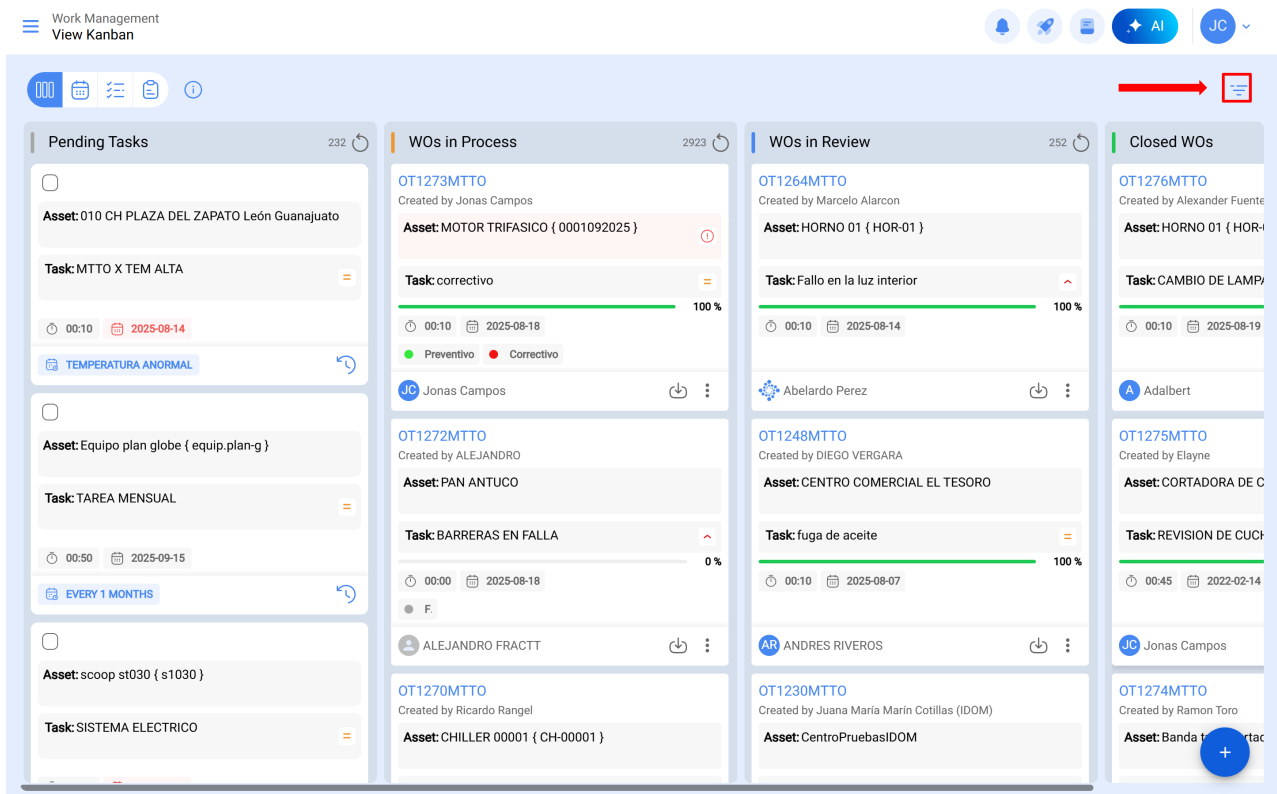 Work Management
View Kanban
AI
JC
Pending Tasks
232
Asset: 010 CH PLAZA DEL ZAPATO León Guanajuato
Task: MTTO X TEM ALTA
00:10
2025-08-14
TEMPERATURA ANORMAL
Asset: Equipo plan globe { equip.plan-g }
Task: TAREA MENSUAL
00:50
2025-09-15
EVERY 1 MONTHS
Asset: scoop st030 { s1030 }
Task: SISTEMA ELECTRICO
WOs in Process
2923
OT1273MTTO
Created by Jonas Campos
Asset: MOTOR TRIFASICO { 0001092025 }
Task: correctivo
100 %
00:10
2025-08-18
Preventivo
Correctivo
JC
Jonas Campos
OT1272MTTO
Created by ALEJANDRO
Asset: PAN ANTUCO
Task: BARRERAS EN FALLA
0 %
00:00
2025-08-18
F.
ALEJANDRO FRACTT
OT1270MTTO
Created by Ricardo Rangel
Asset: CHILLER 00001 { CH-00001 }
WOs in Review
252
OT1264MTTO
Created by Marcelo Alarcon
Asset: HORNO 01 { HOR-01 }
Task: Fallo en la luz interior
100 %
00:10
2025-08-14
Abelardo Perez
OT1248MTTO
Created by DIEGO VERGARA
Asset: CENTRO COMERCIAL EL TESORO
Task: fuga de aceite
100 %
00:10
2025-08-07
AR
ANDRES RIVEROS
OT1230MTTO
Created by Juana María Marín Cotillas (IDOM)
Asset: CentroPruebasIDOM
Closed WOs
OT1276MTTO
Created by Alexander Fuente
Asset: HORNO 01 { HOR-
Task: CAMBIO DE LAMPA
00:10
2025-08-19
A
Adalbert
OT1275MTTO
Created by Elayne
Asset: CORTADORA DE C
Task: REVISION DE CUCH
00:45
2022-02-14
JC
Jonas Campos
OT1274MTTO
Created by Ramon Toro
Asset: Banda
+